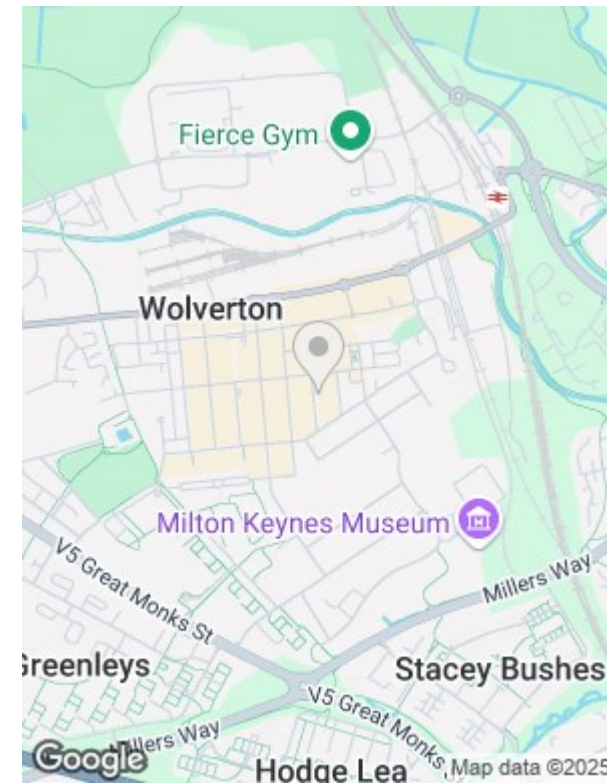 Fierce Gym
Wolverton
Milton Keynes Museum
V5 Great Monks St
Millers Way
Greenleys
Stacey Bushes
V5 Great Monks
Millers Way
Hodge Lea
Google
Map data ©2025